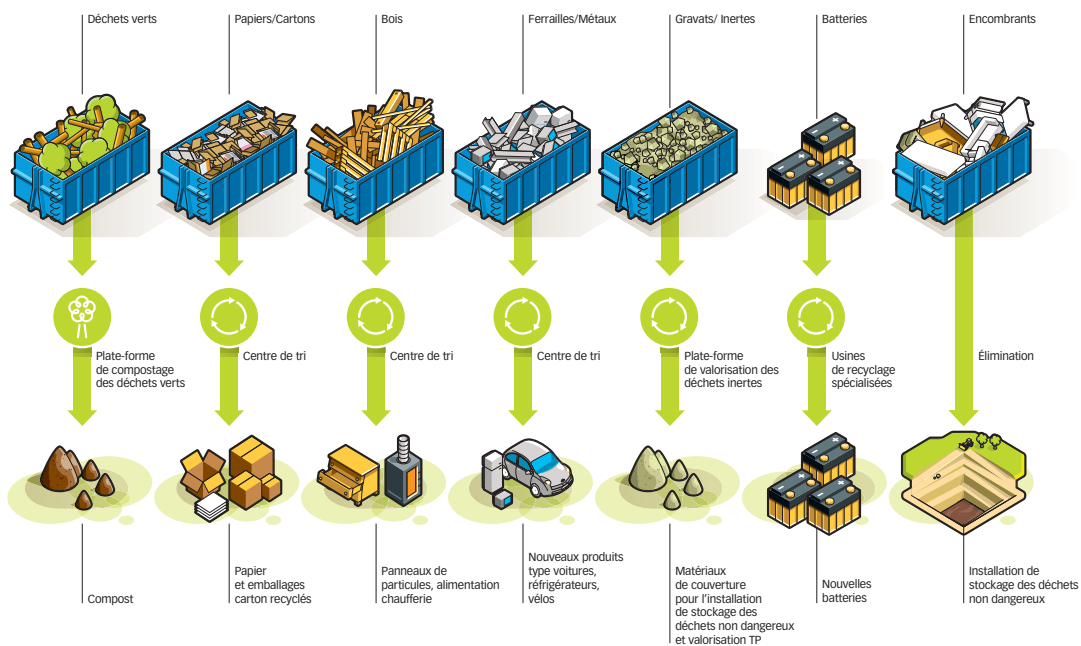 Déchets verts
Papiers/Cartons
Bois
Ferrailles/Métaux
Gravats/ Inertes
Batteries
Encombrants
Plate-forme
de compostage
des déchets verts
Centre de tri
Centre de tri
Centre de tri
Plate-forme
de valorisation des
déchets inertes
Usines
de recyclage
spécialisées
Élimination
Compost
Papier
et emballages
carton recyclés
Panneaux de
particules, alimentation
chaufferie
Nouveaux produits
type voitures,
réfrigérateurs,
vélos
Matériaux
de couverture
pour l'installation
de stockage des
déchets non dangereux
et valorisation TP
Nouvelles
batteries
Installation de
stockage des déchets
non dangereux